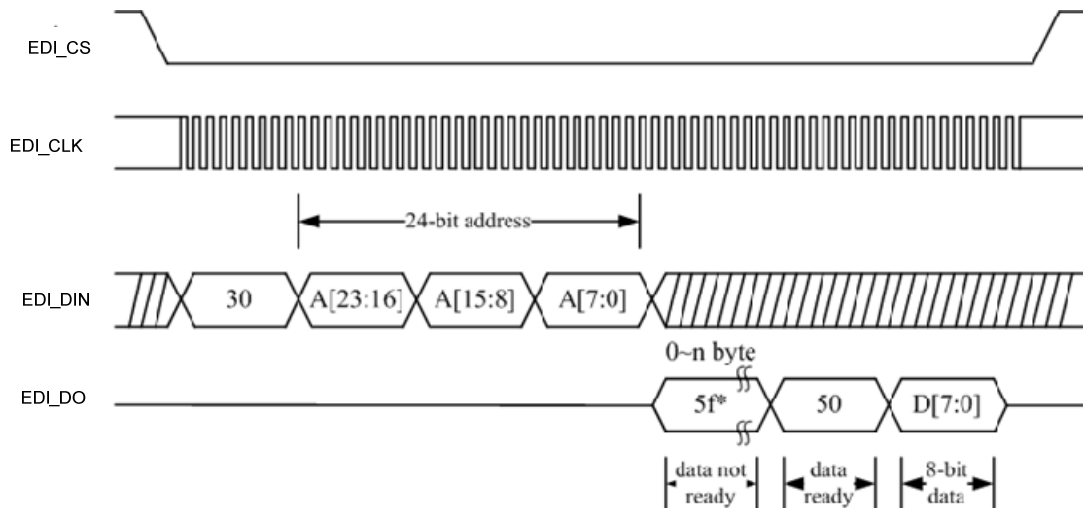 EDI_CS
EDI_CLK
24-bit address
EDI_DIN
30
A[23:16]
A[15:8]
A[7:0]
0~n byte
EDI_DO
5f*
50
D[7:0]
data not
ready
data
ready
8-bit
data